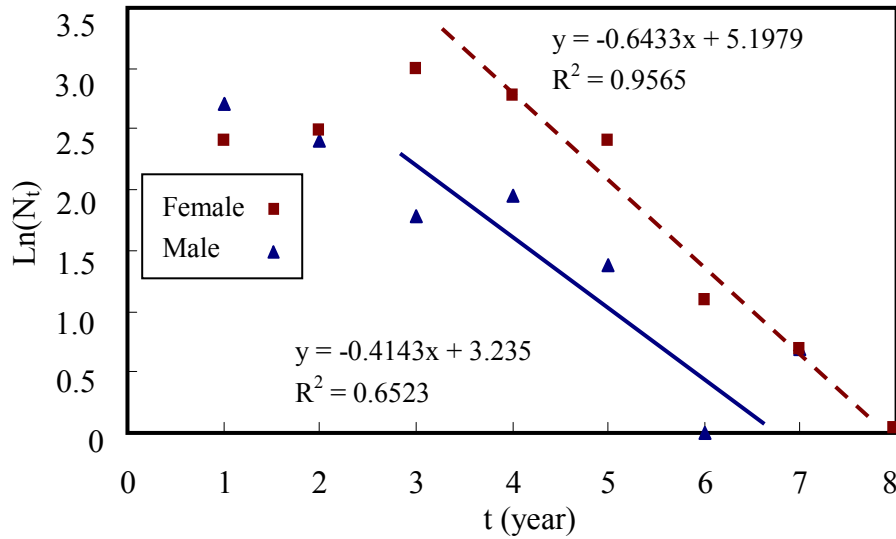 3.5
3.0
2.5
2.0
1.5
1.0
0.5
0
Ln(Nₜ)
y = -0.6433x + 5.1979
R² = 0.9565
Female
Male
y = -0.4143x + 3.235
R² = 0.6523
0 1 2 3 4 5 6 7 8
t (year)